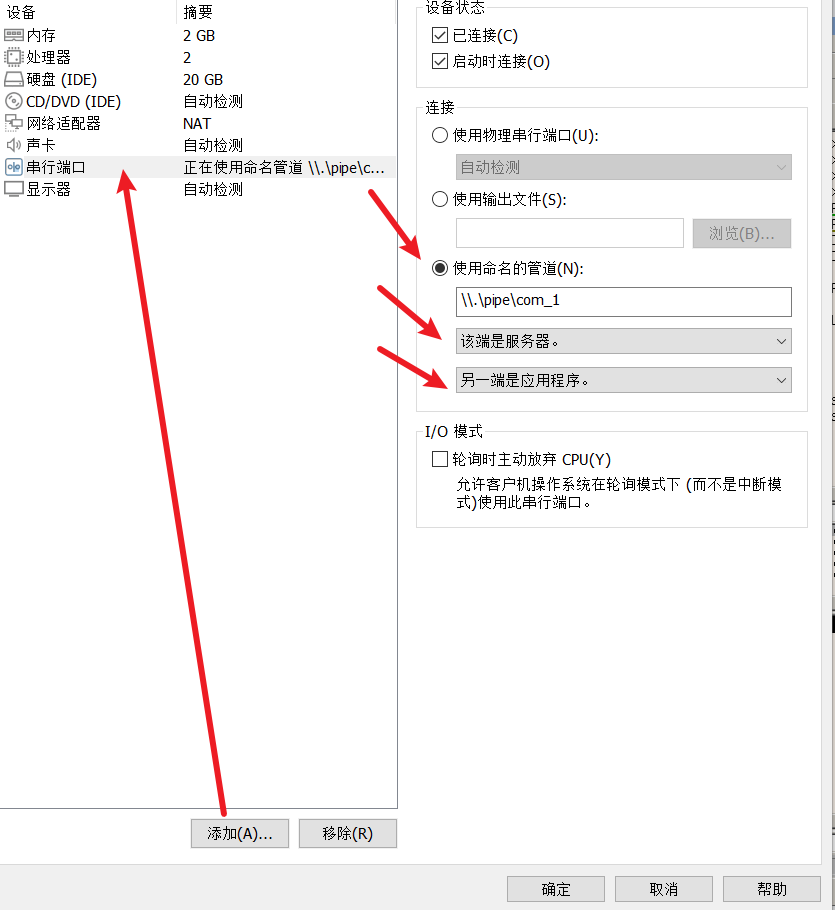 设备 摘要
内存 2 GB
处理器 2
硬盘 (IDE) 20 GB
CD/DVD (IDE) 自动检测
网络适配器 NAT
声卡 自动检测
串行端口 正在使用命名管道 \\.\pipe\c...
显示器 自动检测
添加(A)... 移除(R)
设备状态
已连接(C)
启动时连接(O)
连接
使用物理串行端口(U):
自动检测
使用输出文件(S):
浏览(B)...
使用命名的管道(N):
\\.\pipe\com_1
该端是服务器。
另一端是应用程序。
I/O 模式
轮询时主动放弃 CPU(Y)
允许客户机操作系统在轮询模式下 (而不是中断模
式)使用此串行端口。
确定 取消 帮助